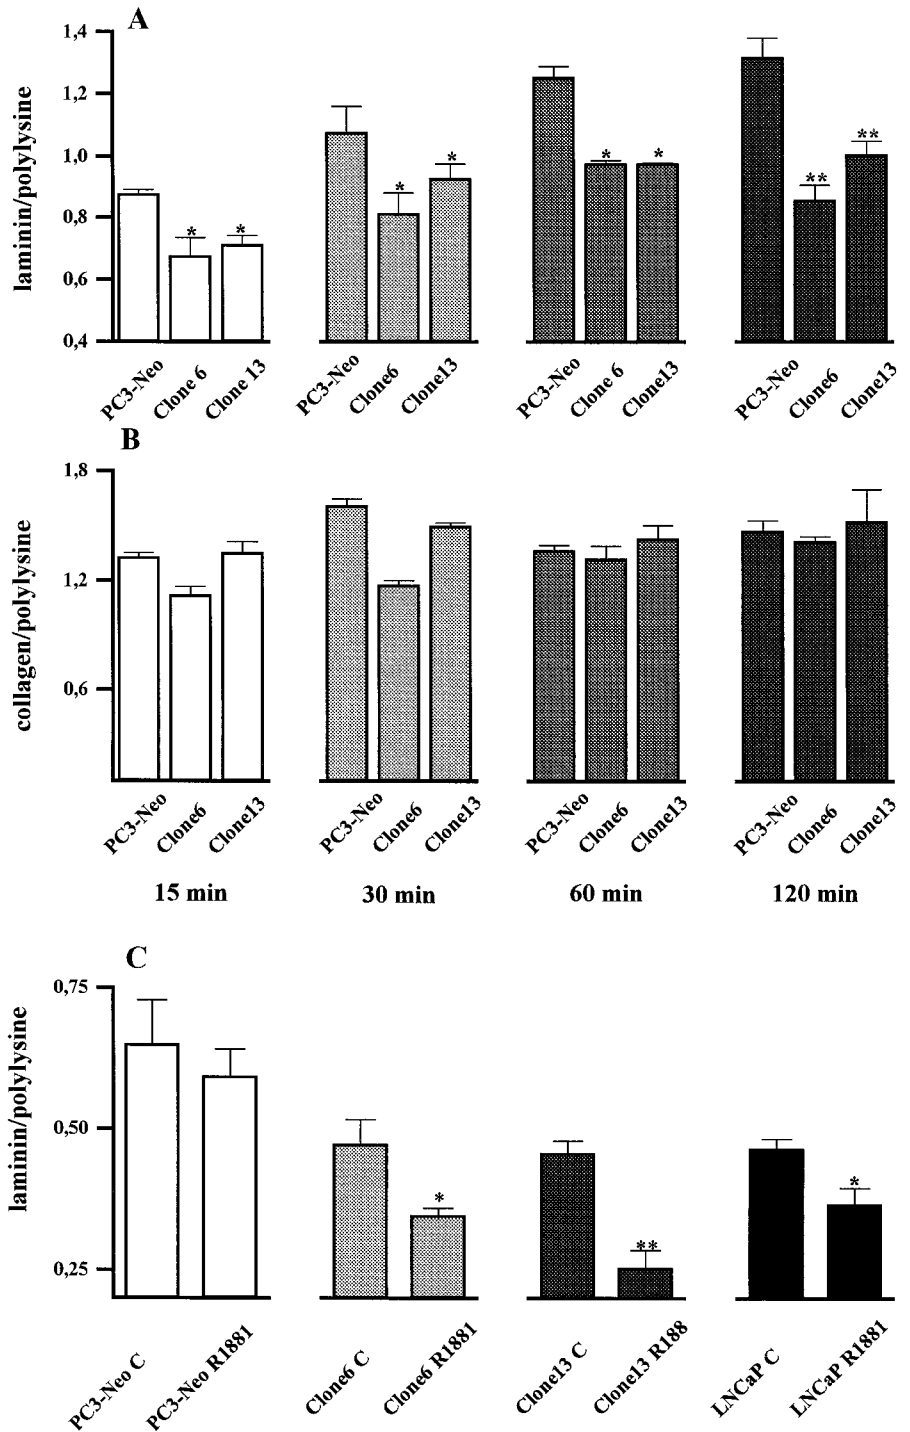 A
laminin/polylysine
1,4
1,2
1,0
0,8
0,6
0,4
* *
* *
* *
** **
PC3-Neo Clone 6 Clone 13
PC3-Neo Clone6 Clone13
PC3-Neo Clone 6 Clone13
PC3-Neo Clone6 Clone13
B
collagen/polylysine
1,8
1,2
0,6
PC3-Neo Clone6 Clone13
PC3-Neo Clone6 Clone13
PC3-Neo Clone6 Clone13
PC3-Neo Clone6 Clone13
15 min 30 min 60 min 120 min
C
laminin/polylysine
0,75
0,50
0,25
*
**
*
PC3-Neo C PC3-Neo R1881
Clone6 C Clone6 R1881
Clone13 C Clone13 R188
LNCaP C LNCaP R1881